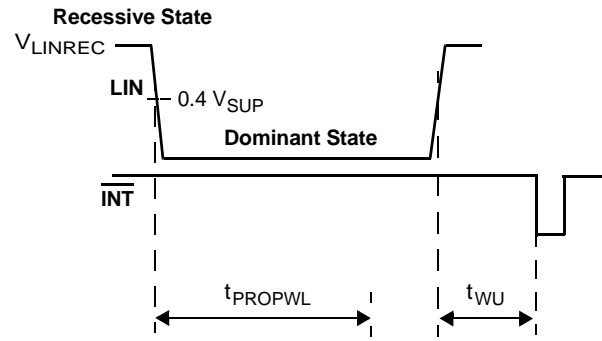 Recessive State
VLINREC
LIN
0.4 VSUP
Dominant State
INT
tPROPWL
tWU